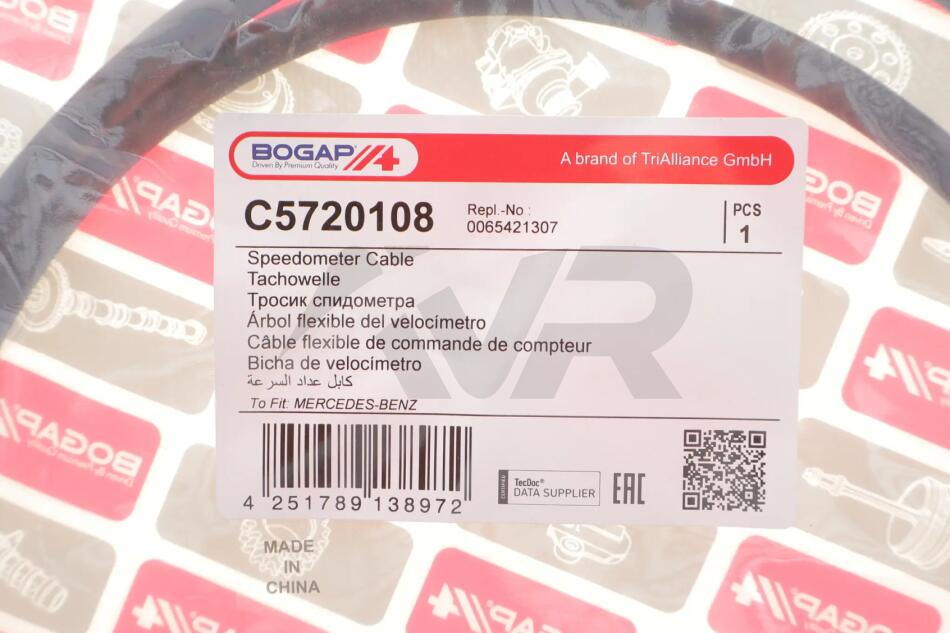 BOGAP//4
Driven By Premium Quality
A brand of TriAlliance GmbH
C5720108
Repl.-No.:
0065421307
PCS
1
Speedometer Cable
Tachowelle
Тросик спидометра
Árbol flexible del velocímetro
Câble flexible de commande de compteur
Bicha de velocímetro
كابل عداد السرعة
To Fit: MERCEDES-BENZ
4 251789 138972
CERTIFIED
TecDoc®
DATA SUPPLIER
EAC
MADE
IN
CHINA